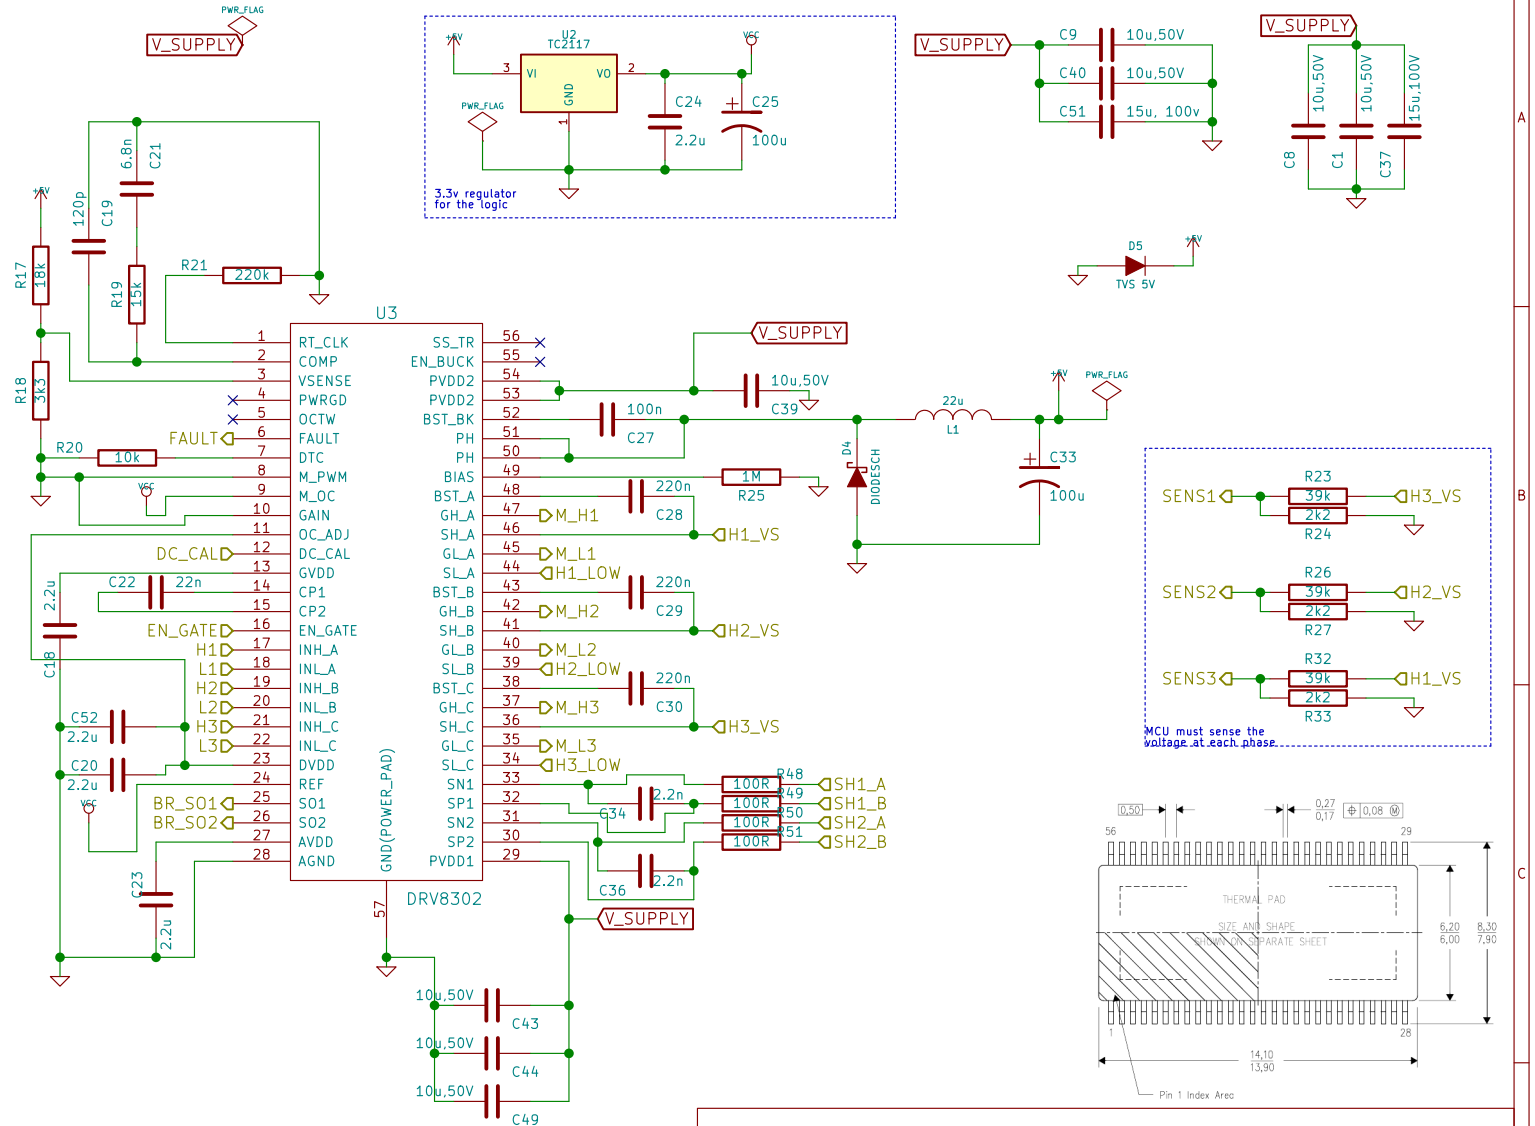 PWR_FLAG
V_SUPPLY
+5V
U2
TC2117
VCC
3
VI
VO
2
GND
1
PWR_FLAG
C24
2.2u
C25
100u
3.3v regulator
for the logic
V_SUPPLY
C9
10u,50V
C40
10u,50V
C51
15u, 100v
V_SUPPLY
10u,50V
10u,50V
15u,100V
C8
C1
C37
A
D5
+5V
TVS 5V
6.8n
C21
120p
C19
+5V
R17
18k
R19
15k
R21
220k
R18
3k3
U3
1
RT_CLK
2
COMP
3
VSENSE
4
PWRGD
5
OCTW
FAULT
6
FAULT
R20
10k
7
DTC
8
M_PWM
VCC
9
M_OC
10
GAIN
11
OC_ADJ
DC_CAL
12
DC_CAL
13
GVDD
C22
22n
14
CP1
15
CP2
2.2u
C18
EN_GATE
16
EN_GATE
H1
17
INH_A
L1
18
INL_A
H2
19
INH_B
L2
20
INL_B
H3
21
INH_C
L3
22
INL_C
C52
2.2u
23
DVDD
C20
2.2u
24
REF
VCC
BR_SO1
25
SO1
BR_SO2
26
SO2
27
AVDD
28
AGND
C23
2.2u
GND(POWER_PAD)
57
DRV8302
SS_TR
56
EN_BUCK
55
PVDD2
54
PVDD2
53
BST_BK
52
PH
51
PH
50
BIAS
49
BST_A
48
GH_A
47
M_H1
SH_A
46
H1_VS
GL_A
45
M_L1
SL_A
44
H1_LOW
BST_B
43
GH_B
42
M_H2
SH_B
41
H2_VS
GL_B
40
M_L2
SL_B
39
H2_LOW
BST_C
38
GH_C
37
M_H3
SH_C
36
H3_VS
GL_C
35
M_L3
SL_C
34
H3_LOW
SN1
33
SP1
32
SN2
31
SP2
30
PVDD1
29
V_SUPPLY
10u,50V
C39
100n
C27
1M
R25
220n
C28
220n
C29
220n
C30
22u
L1
+5V
PWR_FLAG
D4
DIODESCH
C33
100u
2.2n
C34
2.2n
C36
R48
100R
SH1_A
R49
100R
SH1_B
R50
100R
SH2_A
R51
100R
SH2_B
V_SUPPLY
10u,50V
C43
10u,50V
C44
10u,50V
C49
B
SENS1
R23
39k
H3_VS
2k2
R24
SENS2
R26
39k
H2_VS
2k2
R27
SENS3
R32
39k
H1_VS
2k2
R33
MCU must sense the
voltage at each phase
C
0,50
0,27
0,17
0,08 M
56
29
THERMAL PAD
SIZE AND SHAPE
SHOWN ON SEPARATE SHEET
6,20
6,00
8,30
7,90
1
28
14,10
13,90
Pin 1 Index Area